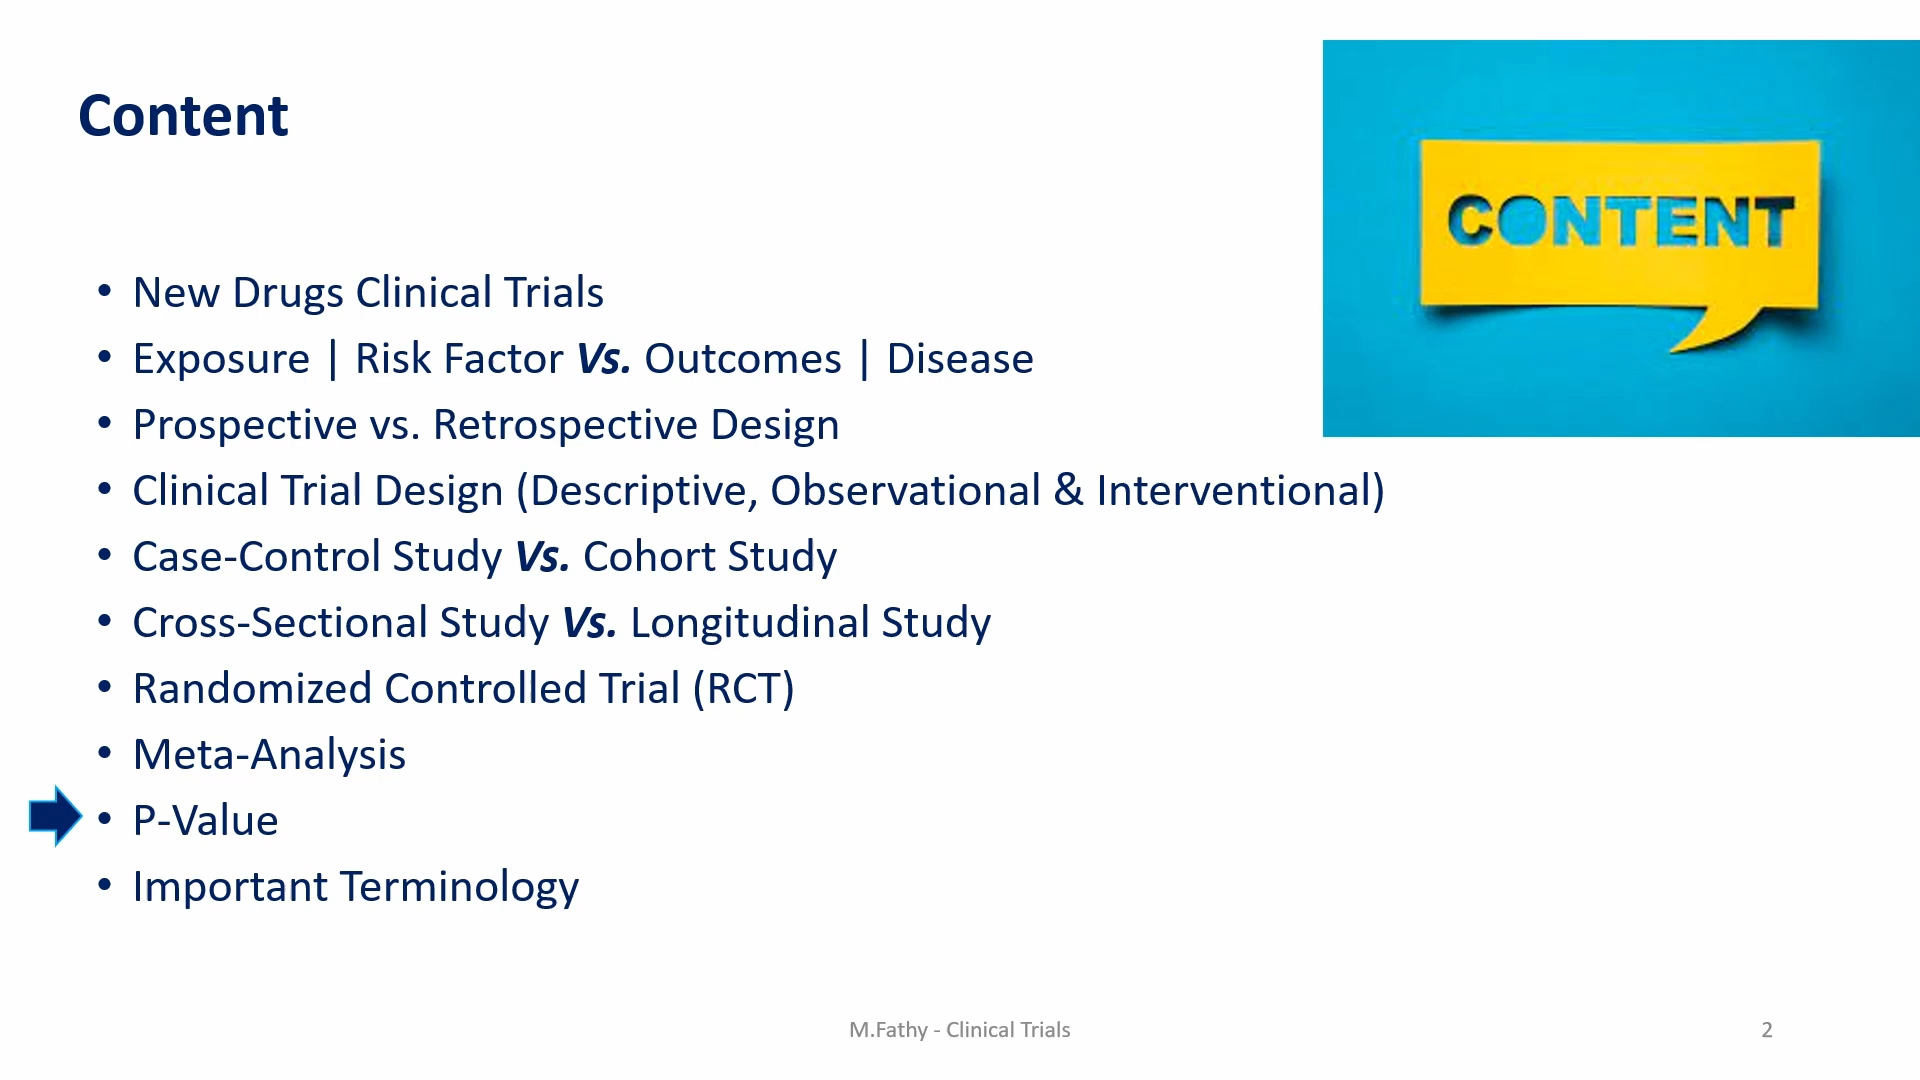 Content
CONTENT
• New Drugs Clinical Trials
• Exposure | Risk Factor Vs. Outcomes | Disease
• Prospective vs. Retrospective Design
• Clinical Trial Design (Descriptive, Observational & Interventional)
• Case-Control Study Vs. Cohort Study
• Cross-Sectional Study Vs. Longitudinal Study
• Randomized Controlled Trial (RCT)
• Meta-Analysis
• P-Value
• Important Terminology
M.Fathy - Clinical Trials
2